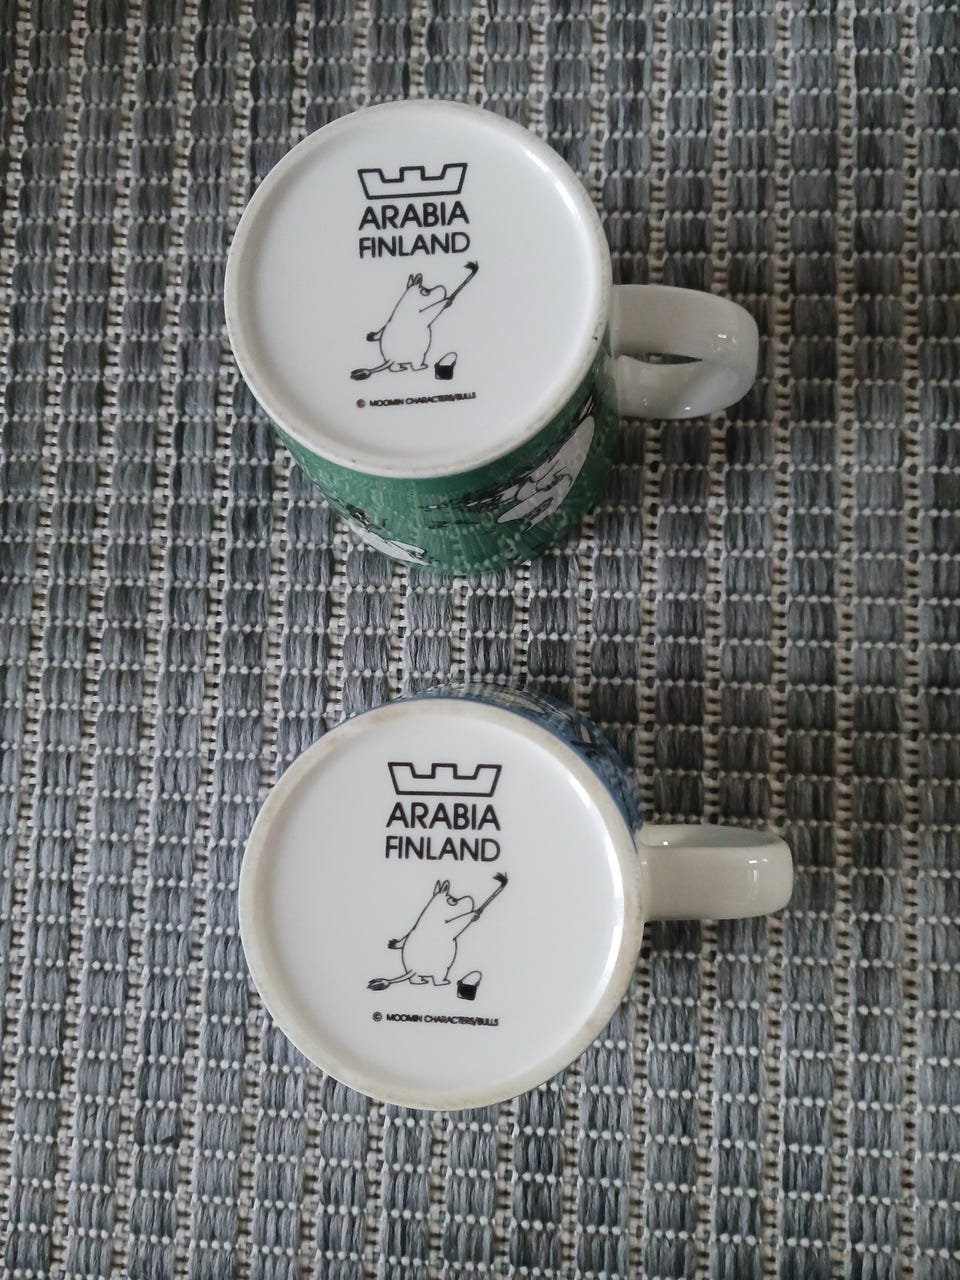 ARABIA
FINLAND
© MOOMIN CHARACTERS/BULLS
ARABIA
FINLAND
© MOOMIN CHARACTERS/BULLS